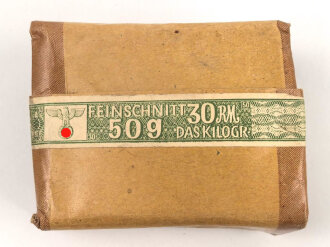 FEINSCHNITT 30 RM.
50g DAS KILOGR.